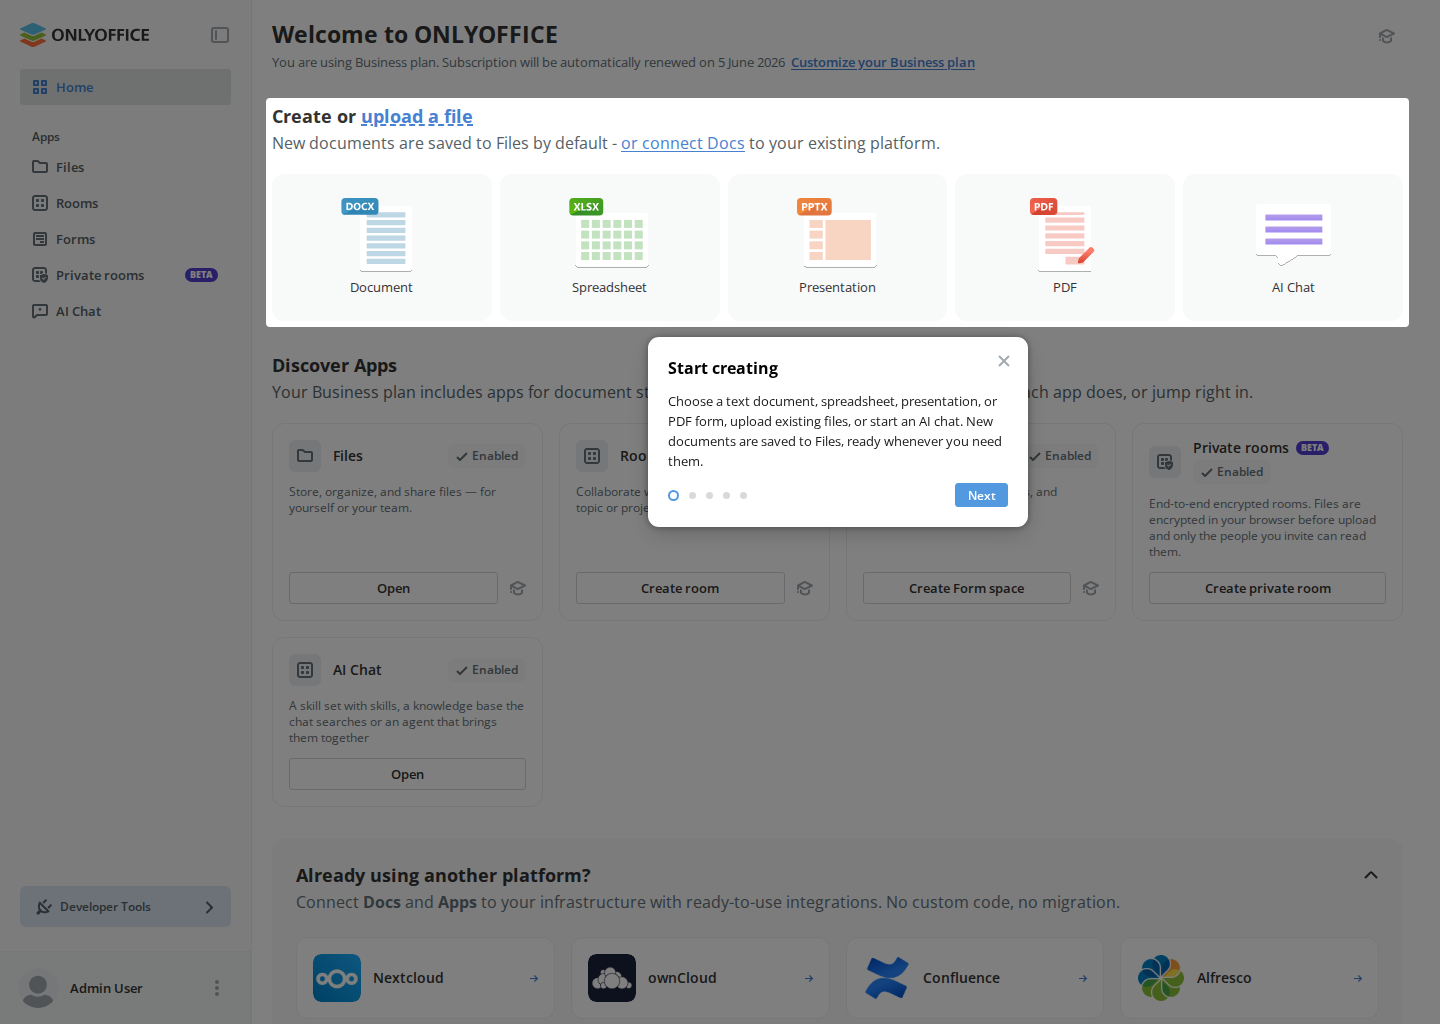 ONLYOFFICE
Home
Apps
Files
Rooms
Forms
Private rooms BETA
AI Chat
Developer Tools
Admin User
Welcome to ONLYOFFICE
You are using Business plan. Subscription will be automatically renewed on 5 June 2026 Customize your Business plan
Create or upload a file
New documents are saved to Files by default - or connect Docs to your existing platform.
DOCX
Document
XLSX
Spreadsheet
PPTX
Presentation
PDF
PDF
AI Chat
Start creating
Choose a text document, spreadsheet, presentation, or
PDF form, upload existing files, or start an AI chat. New
documents are saved to Files, ready whenever you need
them.
Next
Discover Apps
Your Business plan includes apps for document
app does, or jump right in.
Files
Enabled
Store, organize, and share files — for
yourself or your team.
Open
Collaborate
topic or
Create room
Enabled
and
Create Form space
Private rooms BETA
Enabled
End-to-end encrypted rooms. Files are
encrypted in your browser before upload
and only the people you invite can read
them.
Create private room
AI Chat
Enabled
A skill set with skills, a knowledge base the
chat searches or an agent that brings
them together
Open
Already using another platform?
Connect Docs and Apps to your infrastructure with ready-to-use integrations. No custom code, no migration.
Nextcloud
ownCloud
Confluence
Alfresco